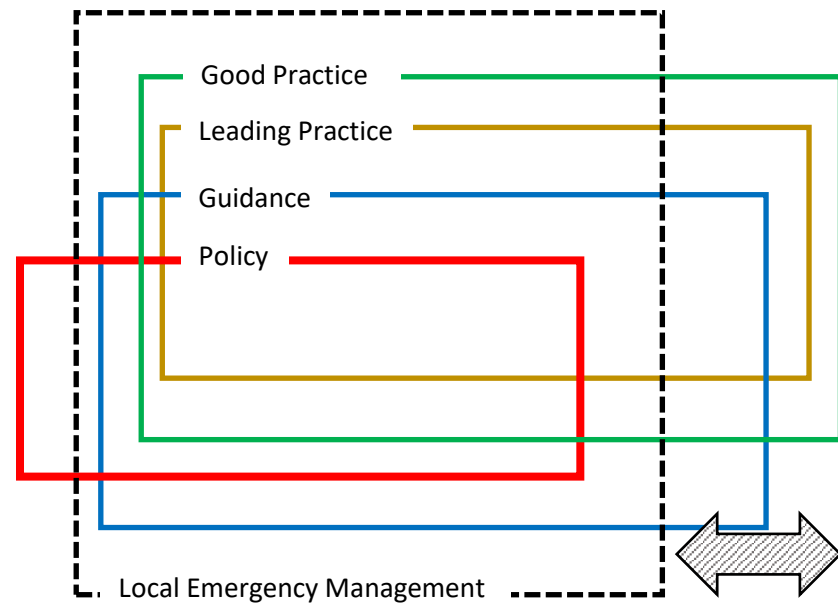 Good Practice
Leading Practice
Guidance
Policy
Local Emergency Management